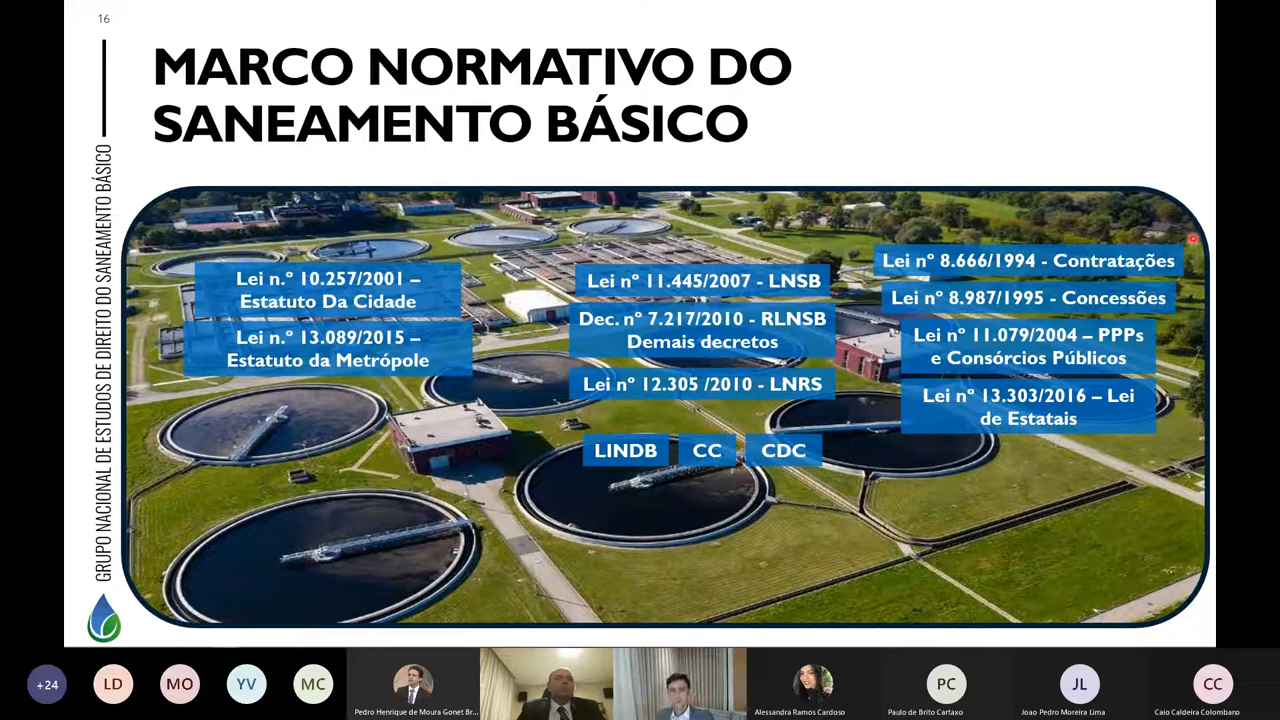 16
MARCO NORMATIVO DO
SANEAMENTO BÁSICO
GRUPO NACIONAL DE ESTUDOS DE DIREITO DO SANEAMENTO BÁSICO
Lei n.º 10.257/2001 –
Estatuto Da Cidade
Lei n.º 13.089/2015 –
Estatuto da Metrópole
Lei nº 11.445/2007 - LNSB
Dec. nº 7.217/2010 - RLNSB
Demais decretos
Lei nº 12.305 /2010 - LNRS
LINDB
CC
CDC
Lei nº 8.666/1994 - Contratações
Lei nº 8.987/1995 - Concessões
Lei nº 11.079/2004 – PPPs
e Consórcios Públicos
Lei nº 13.303/2016 – Lei
de Estatais
+24
LD
MO
YV
MC
Pedro Henrique de Moura Gonet Br...
Alessandra Ramos Cardoso
PC
Paulo de Brito Cartaxo
JL
Joao Pedro Moreira Lima
CC
Caio Caldeira Colombano